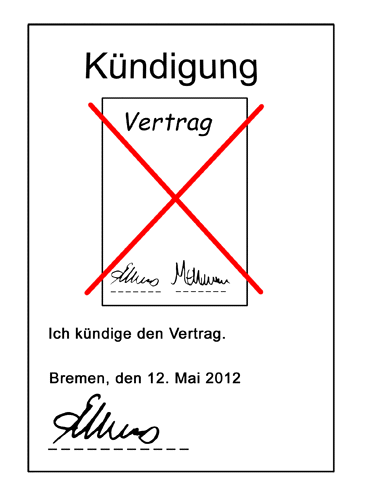 Kündigung
Vertrag
Ich kündige den Vertrag.
Bremen, den 12. Mai 2012